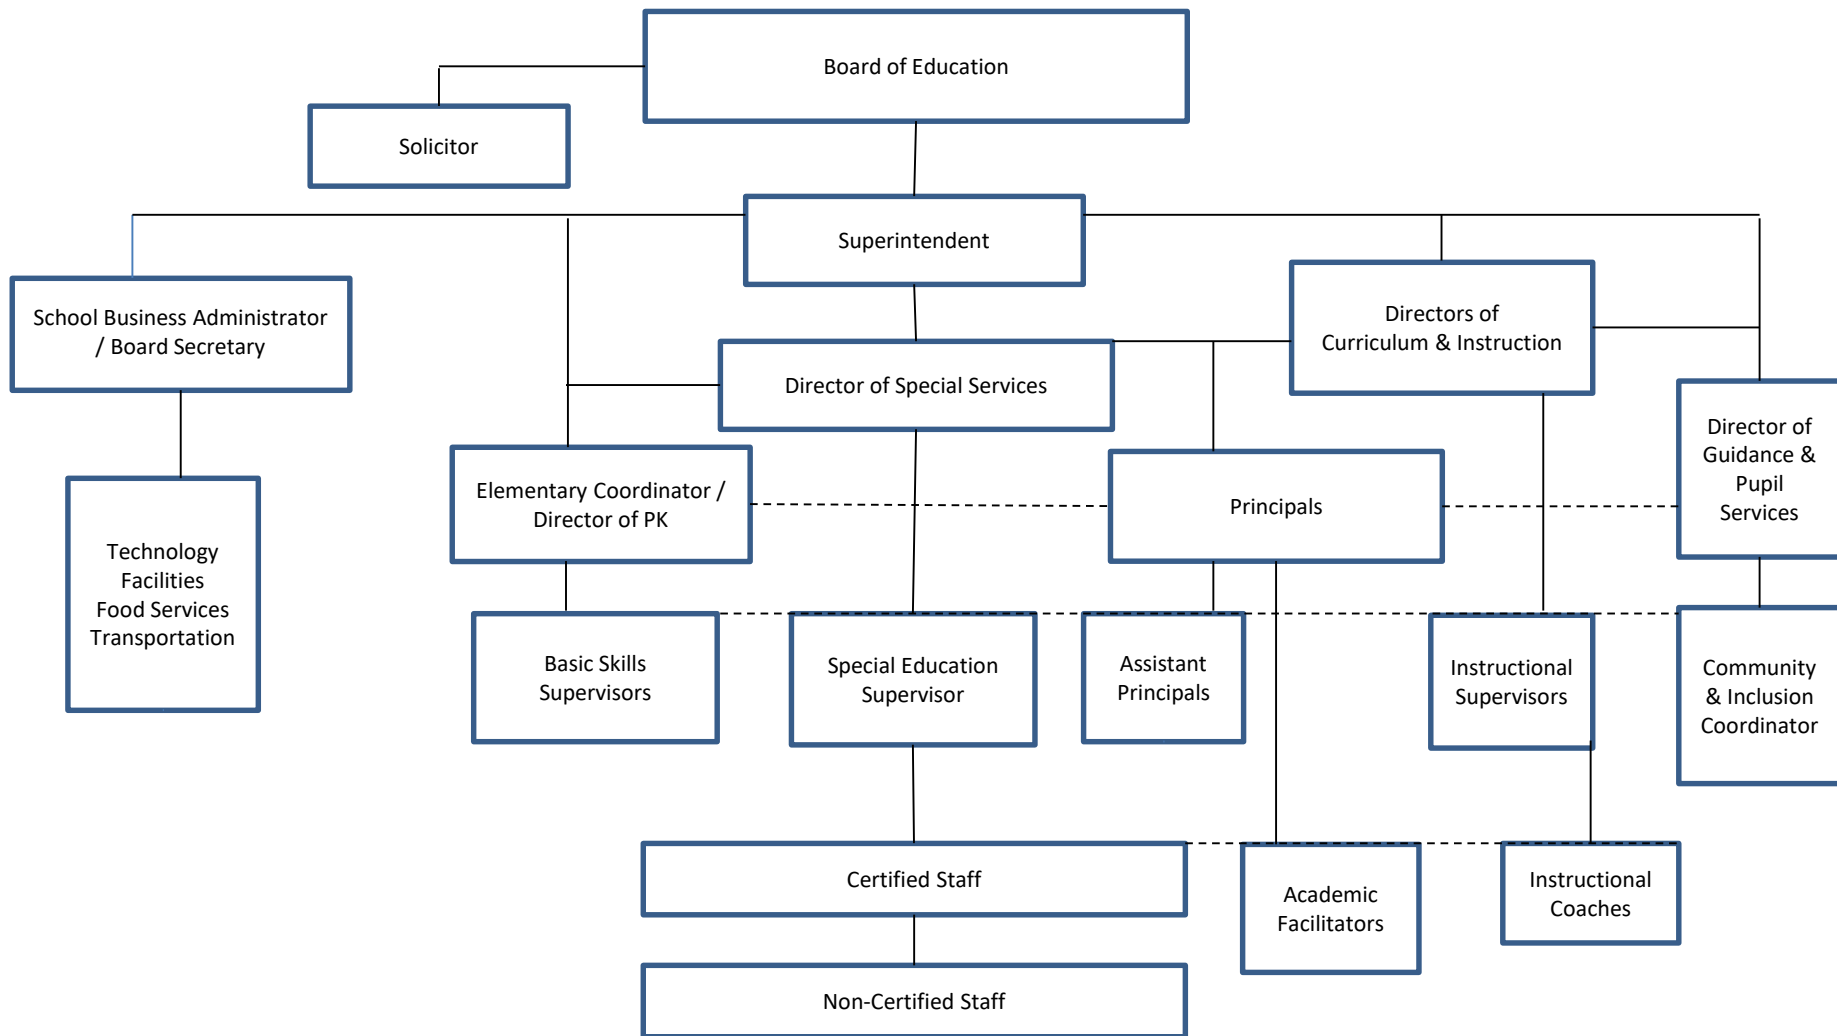 Board of Education
Solicitor
Superintendent
School Business Administrator
/ Board Secretary
Directors of
Curriculum & Instruction
Director of Special Services
Director of
Guidance &
Pupil
Services
Elementary Coordinator /
Director of PK
Principals
Technology
Facilities
Food Services
Transportation
Basic Skills
Supervisors
Special Education
Supervisor
Assistant
Principals
Instructional
Supervisors
Community
& Inclusion
Coordinator
Certified Staff
Academic
Facilitators
Instructional
Coaches
Non-Certified Staff